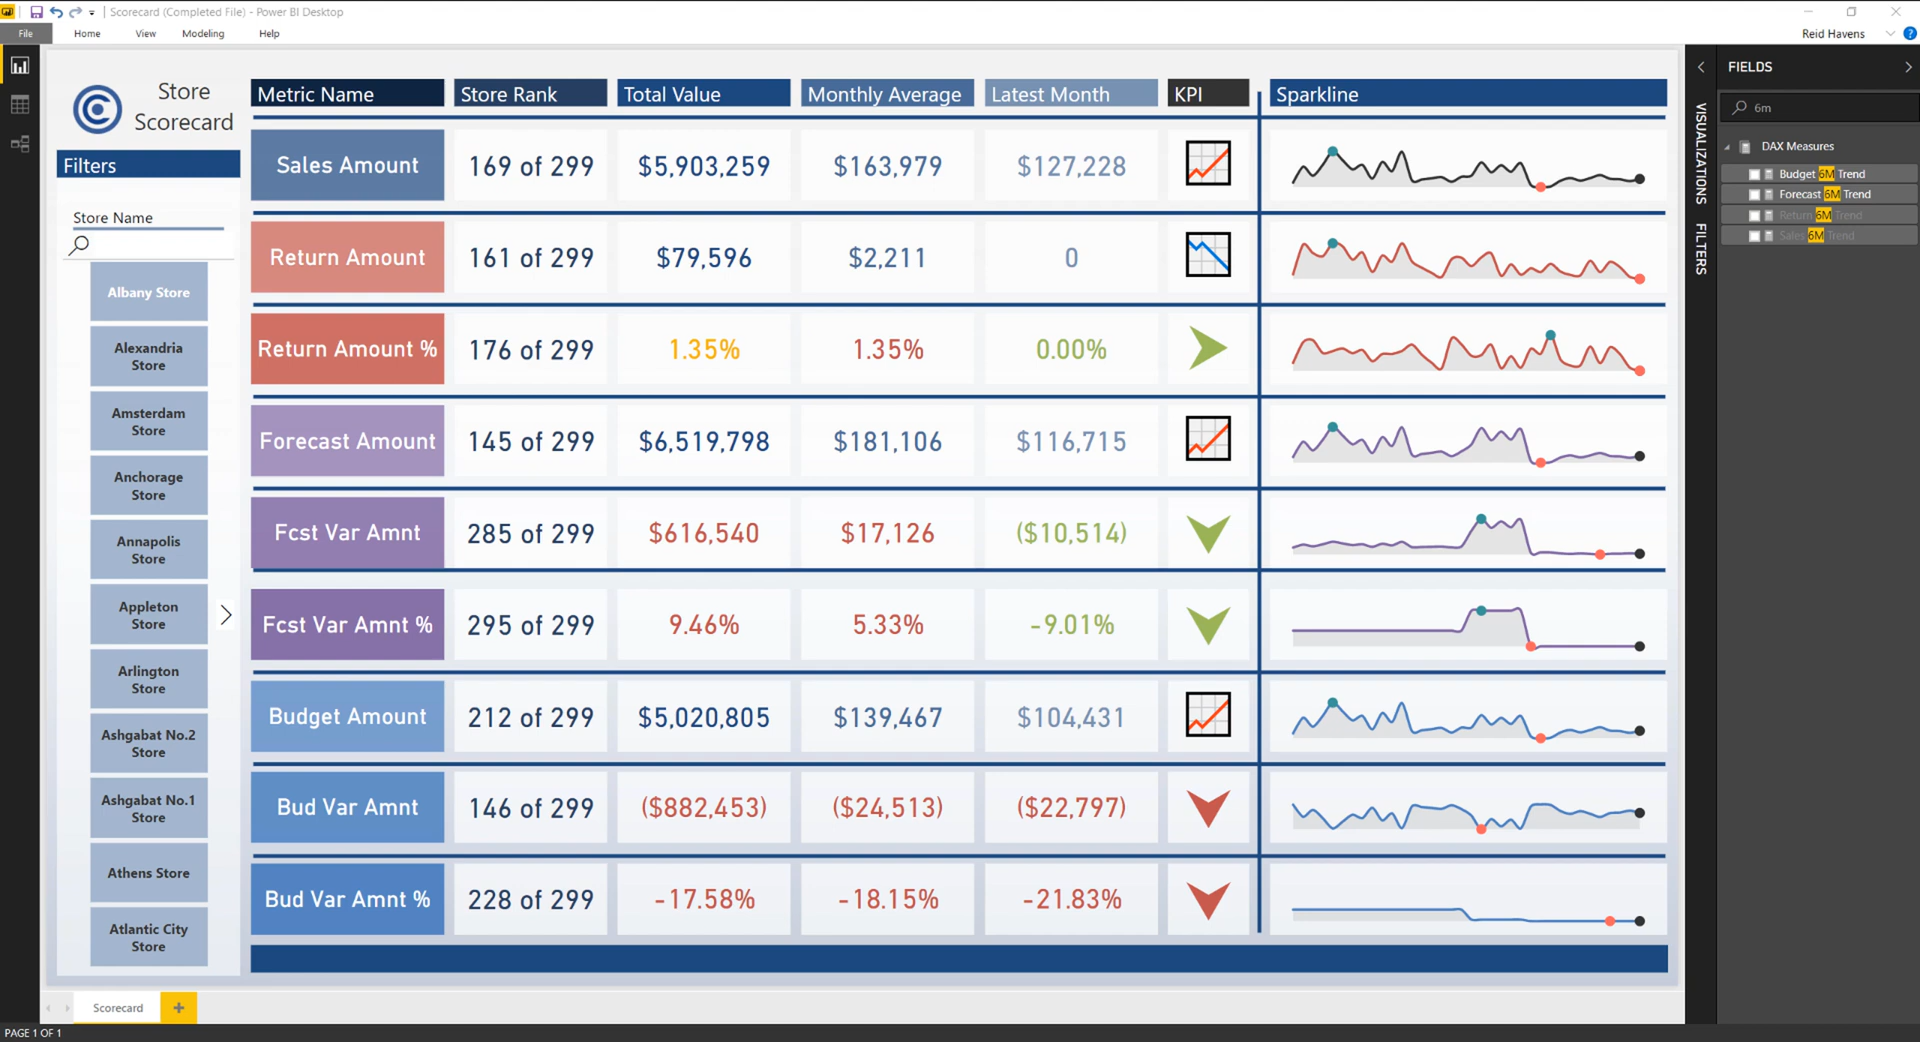 Scorecard (Completed File) - Power BI Desktop
File Home View Modeling Help Reid Havens ?
Store
Scorecard
Filters
Store Name
Albany Store
Alexandria
Store
Amsterdam
Store
Anchorage
Store
Annapolis
Store
Appleton
Store
Arlington
Store
Ashgabat No.2
Store
Ashgabat No.1
Store
Athens Store
Atlantic City
Store
Metric Name Store Rank Total Value Monthly Average Latest Month KPI Sparkline
Sales Amount 169 of 299 $5,903,259 $163,979 $127,228
Return Amount 161 of 299 $79,596 $2,211 0
Return Amount % 176 of 299 1.35% 1.35% 0.00%
Forecast Amount 145 of 299 $6,519,798 $181,106 $116,715
Fcst Var Amnt 285 of 299 $616,540 $17,126 ($10,514)
Fcst Var Amnt % 295 of 299 9.46% 5.33% -9.01%
Budget Amount 212 of 299 $5,020,805 $139,467 $104,431
Bud Var Amnt 146 of 299 ($882,453) ($24,513) ($22,797)
Bud Var Amnt % 228 of 299 -17.58% -18.15% -21.83%
VISUALIZATIONS
FILTERS
FIELDS
6m
DAX Measures
Budget 6M Trend
Forecast 6M Trend
Return 6M Trend
Sales 6M Trend
Scorecard +
PAGE 1 OF 1